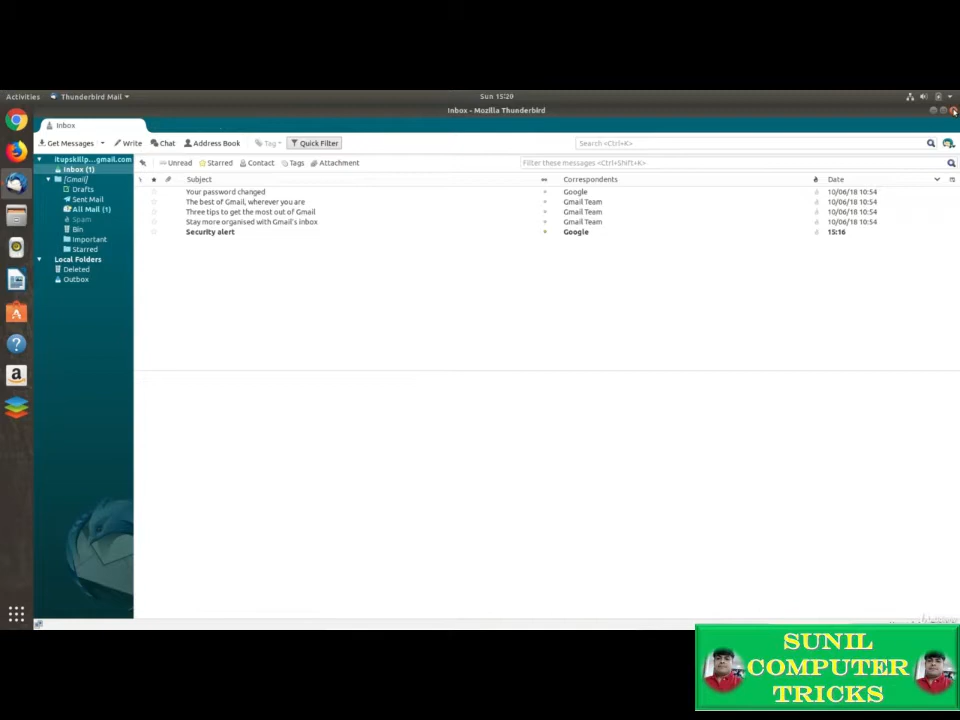 Activities Thunderbird Mail Sun 15:20
Inbox - Mozilla Thunderbird
Inbox
Get Messages Write Chat Address Book Tag Quick Filter Search <Ctrl+K>
itupskillp...gmail.com Unread Starred Contact Tags Attachment Filter these messages <Ctrl+Shift+K>
Inbox (1)
[Gmail] Subject Correspondents Date
Drafts Your password changed Google 10/06/18 10:54
Sent Mail The best of Gmail, wherever you are Gmail Team 10/06/18 10:54
All Mail (1) Three tips to get the most out of Gmail Gmail Team 10/06/18 10:54
Spam Stay more organised with Gmail's inbox Gmail Team 10/06/18 10:54
Bin Security alert Google 15:16
Important
Starred
Local Folders
Deleted
Outbox
SUNIL
COMPUTER
TRICKS